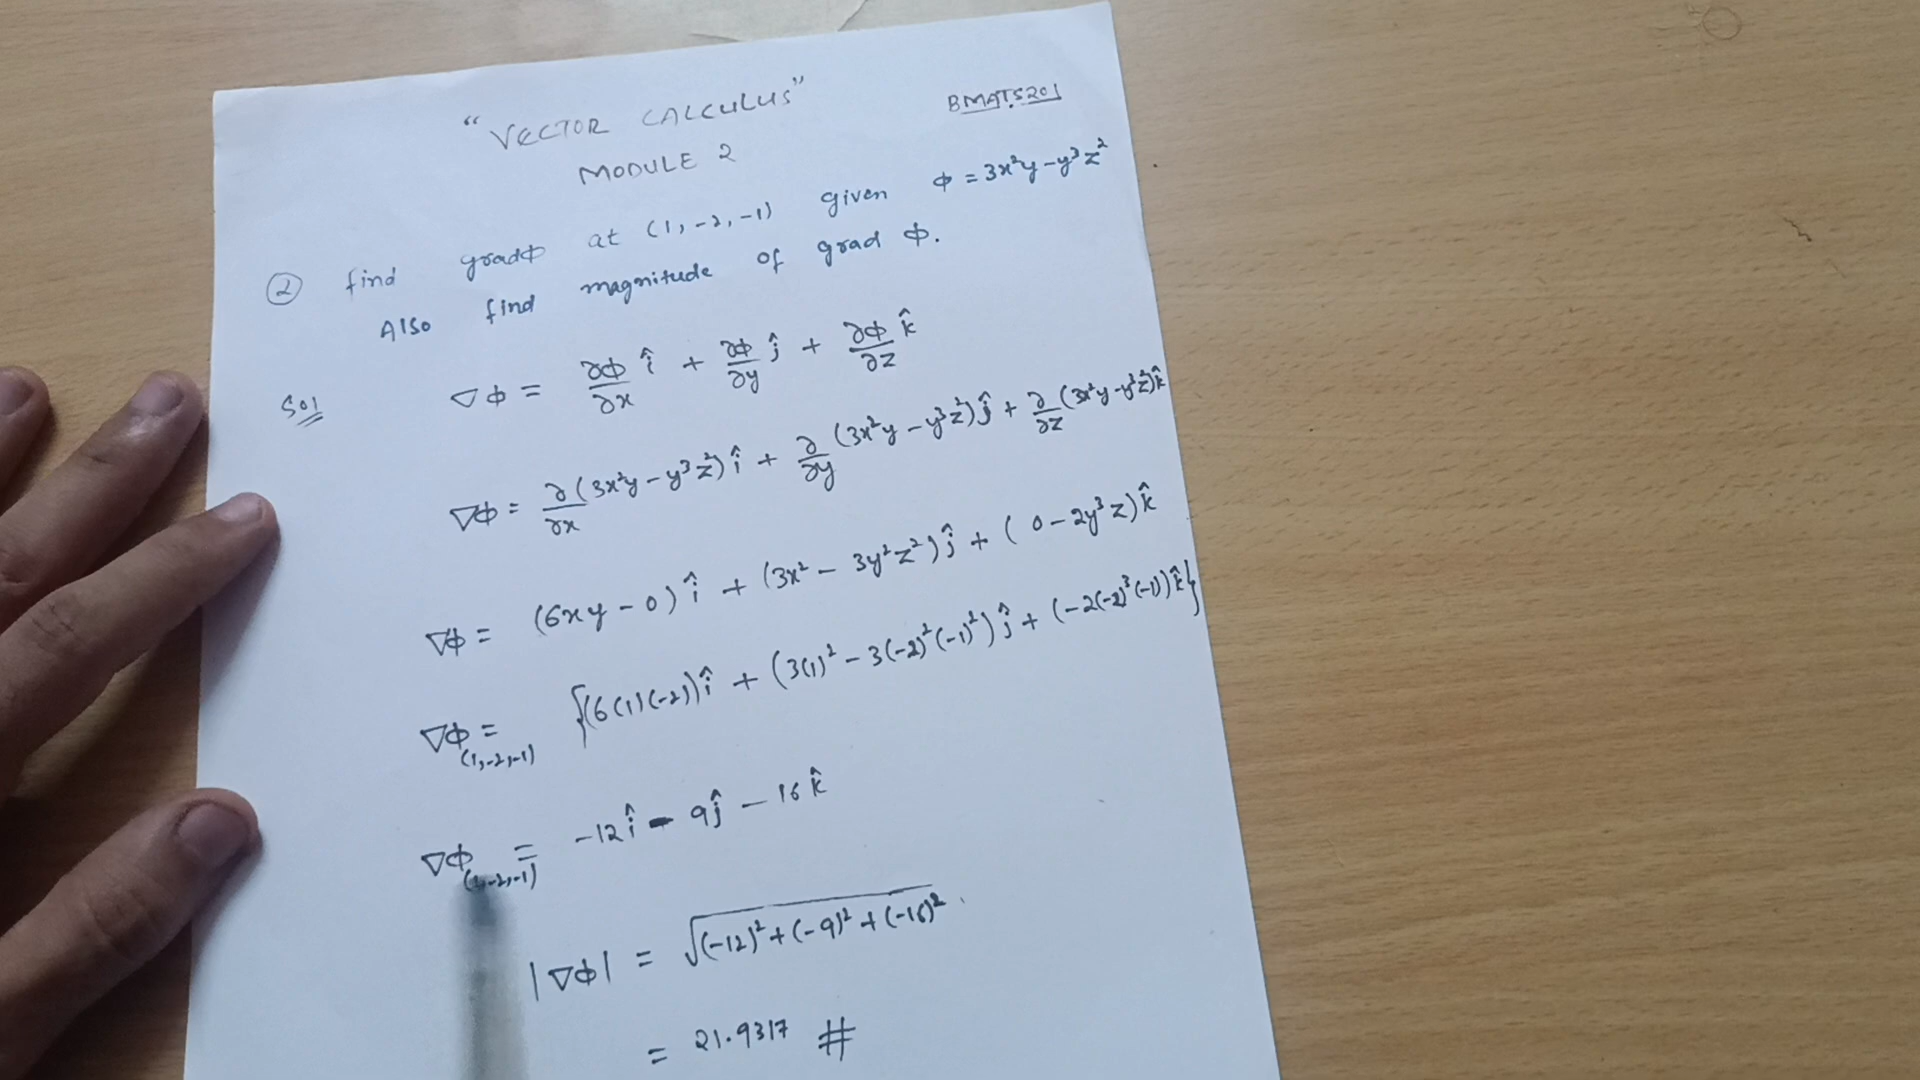 "VECTOR CALCULUS"
BMATS201
MODULE 2
② find gradϕ at (1, -2, -1) given ϕ = 3x²y - y³z²
Also find magnitude of grad ϕ.
Sol
∇ϕ = ∂ϕ/∂x î + ∂ϕ/∂y ĵ + ∂ϕ/∂z k̂
∇ϕ = ∂/∂x (3x²y - y³z²) î + ∂/∂y (3x²y - y³z²) ĵ + ∂/∂z (3x²y - y³z²) k̂
∇ϕ = (6xy - 0) î + (3x² - 3y²z²) ĵ + (0 - 2y³z) k̂
∇ϕ(1,-2,-1) = {(6(1)(-2)) î + (3(1)² - 3(-2)²(-1)²) ĵ + (-2(-2)³(-1)) k̂}
∇ϕ(1,-2,-1) = -12î - 9ĵ - 16k̂
|∇ϕ| = √(-12)² + (-9)² + (-16)²
= 21.9317 #